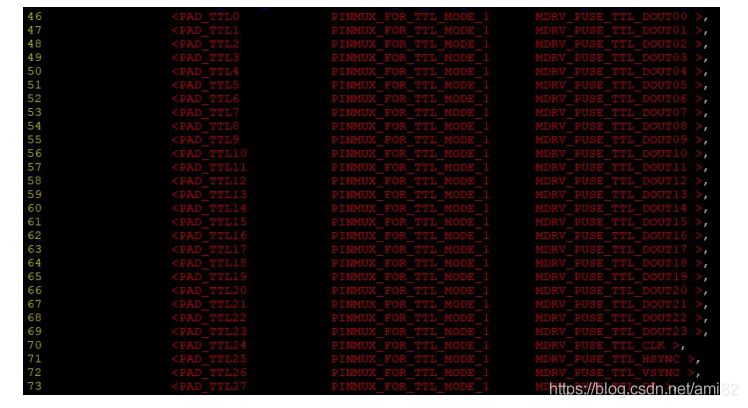 46 <PAD_TTL0 PINMUX_FOR_TTL_MODE_1 MDRV_PUSE_TTL_DOUT00 >,
47 <PAD_TTL1 PINMUX_FOR_TTL_MODE_1 MDRV_PUSE_TTL_DOUT01 >,
48 <PAD_TTL2 PINMUX_FOR_TTL_MODE_1 MDRV_PUSE_TTL_DOUT02 >,
49 <PAD_TTL3 PINMUX_FOR_TTL_MODE_1 MDRV_PUSE_TTL_DOUT03 >,
50 <PAD_TTL4 PINMUX_FOR_TTL_MODE_1 MDRV_PUSE_TTL_DOUT04 >,
51 <PAD_TTL5 PINMUX_FOR_TTL_MODE_1 MDRV_PUSE_TTL_DOUT05 >,
52 <PAD_TTL6 PINMUX_FOR_TTL_MODE_1 MDRV_PUSE_TTL_DOUT06 >,
53 <PAD_TTL7 PINMUX_FOR_TTL_MODE_1 MDRV_PUSE_TTL_DOUT07 >,
54 <PAD_TTL8 PINMUX_FOR_TTL_MODE_1 MDRV_PUSE_TTL_DOUT08 >,
55 <PAD_TTL9 PINMUX_FOR_TTL_MODE_1 MDRV_PUSE_TTL_DOUT09 >,
56 <PAD_TTL10 PINMUX_FOR_TTL_MODE_1 MDRV_PUSE_TTL_DOUT10 >,
57 <PAD_TTL11 PINMUX_FOR_TTL_MODE_1 MDRV_PUSE_TTL_DOUT11 >,
58 <PAD_TTL12 PINMUX_FOR_TTL_MODE_1 MDRV_PUSE_TTL_DOUT12 >,
59 <PAD_TTL13 PINMUX_FOR_TTL_MODE_1 MDRV_PUSE_TTL_DOUT13 >,
60 <PAD_TTL14 PINMUX_FOR_TTL_MODE_1 MDRV_PUSE_TTL_DOUT14 >,
61 <PAD_TTL15 PINMUX_FOR_TTL_MODE_1 MDRV_PUSE_TTL_DOUT15 >,
62 <PAD_TTL16 PINMUX_FOR_TTL_MODE_1 MDRV_PUSE_TTL_DOUT16 >,
63 <PAD_TTL17 PINMUX_FOR_TTL_MODE_1 MDRV_PUSE_TTL_DOUT17 >,
64 <PAD_TTL18 PINMUX_FOR_TTL_MODE_1 MDRV_PUSE_TTL_DOUT18 >,
65 <PAD_TTL19 PINMUX_FOR_TTL_MODE_1 MDRV_PUSE_TTL_DOUT19 >,
66 <PAD_TTL20 PINMUX_FOR_TTL_MODE_1 MDRV_PUSE_TTL_DOUT20 >,
67 <PAD_TTL21 PINMUX_FOR_TTL_MODE_1 MDRV_PUSE_TTL_DOUT21 >,
68 <PAD_TTL22 PINMUX_FOR_TTL_MODE_1 MDRV_PUSE_TTL_DOUT22 >,
69 <PAD_TTL23 PINMUX_FOR_TTL_MODE_1 MDRV_PUSE_TTL_DOUT23 >,
70 <PAD_TTL24 PINMUX_FOR_TTL_MODE_1 MDRV_PUSE_TTL_CLK >,
71 <PAD_TTL25 PINMUX_FOR_TTL_MODE_1 MDRV_PUSE_TTL_HSYNC >,
72 <PAD_TTL26 PINMUX_FOR_TTL_MODE_1 MDRV_PUSE_TTL_VSYNC >,
73 <PAD_TTL27 PINMUX_FOR_TTL_MODE_1
https://blog.csdn.net/ami82